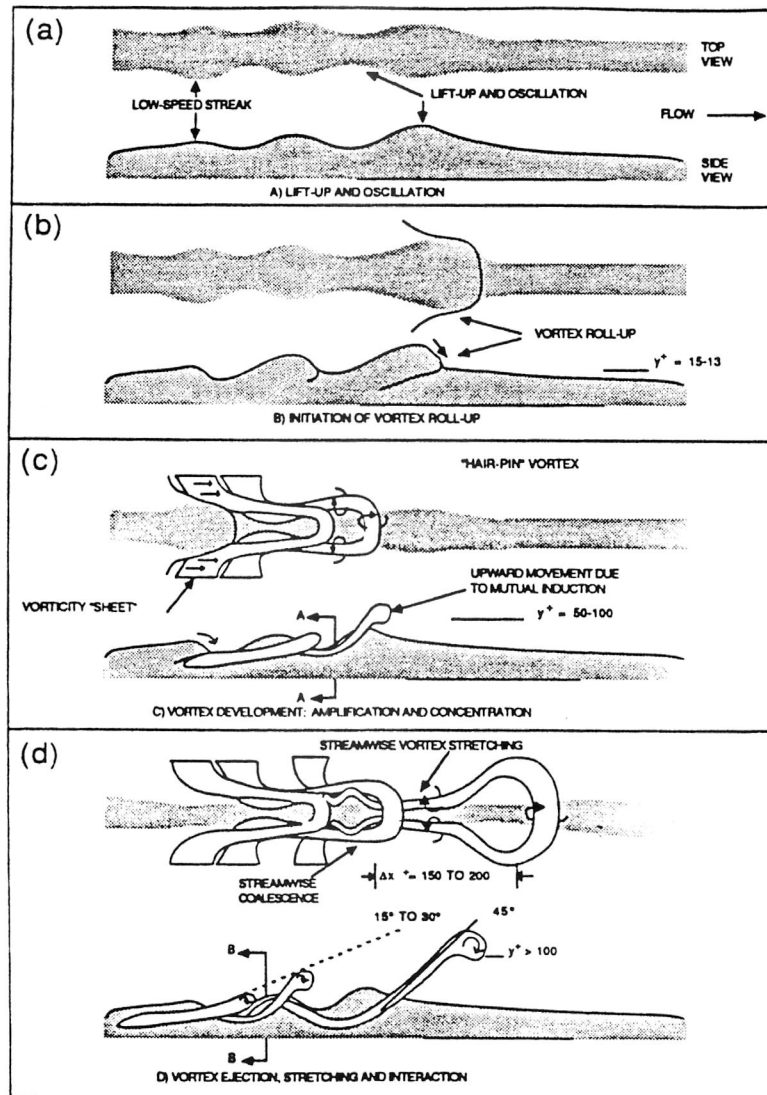 (a)
TOP
VIEW
LOW-SPEED STREAK
LIFT-UP AND OSCILLATION
FLOW
SIDE
VIEW
A) LIFT-UP AND OSCILLATION
(b)
VORTEX ROLL-UP
y+ = 15-13
B) INITIATION OF VORTEX ROLL-UP
(c)
"HAIR-PIN" VORTEX
UPWARD MOVEMENT DUE
TO MUTUAL INDUCTION
VORTICITY "SHEET"
A
y+ = 50-100
A
C) VORTEX DEVELOPMENT: AMPLIFICATION AND CONCENTRATION
(d)
STREAMWISE VORTEX STRETCHING
STREAMWISE
COALESCENCE
Δx + = 150 TO 200
15° TO 30°
45°
B
y+ > 100
B
D) VORTEX EJECTION, STRETCHING AND INTERACTION